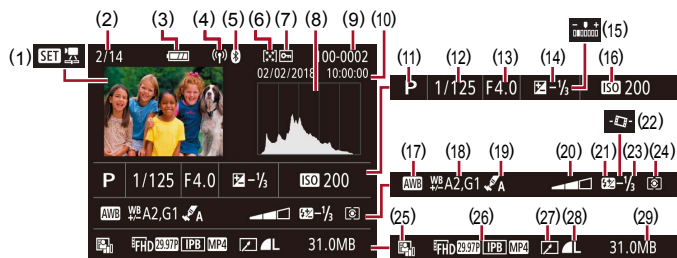 (1) SET
(2) (3) (4) (5) (6) (7) (8) (9) (10)
2/14 100-0002
02/02/2018 10:00:00
P 1/125 F4.0 -1/3 ISO 200
AWB WB +/- A2,G1 A -1/3
FHD 29.97P IPB MP4 L 31.0MB
(11) (12) (13) (14) (15) (16)
P 1/125 F4.0 -1/3 ISO 200
(17) (18) (19) (20) (21) (22) (23) (24)
AWB WB +/- A2,G1 A -1/3
(25) (26) (27) (28) (29)
FHD 29.97P IPB MP4 L 31.0MB